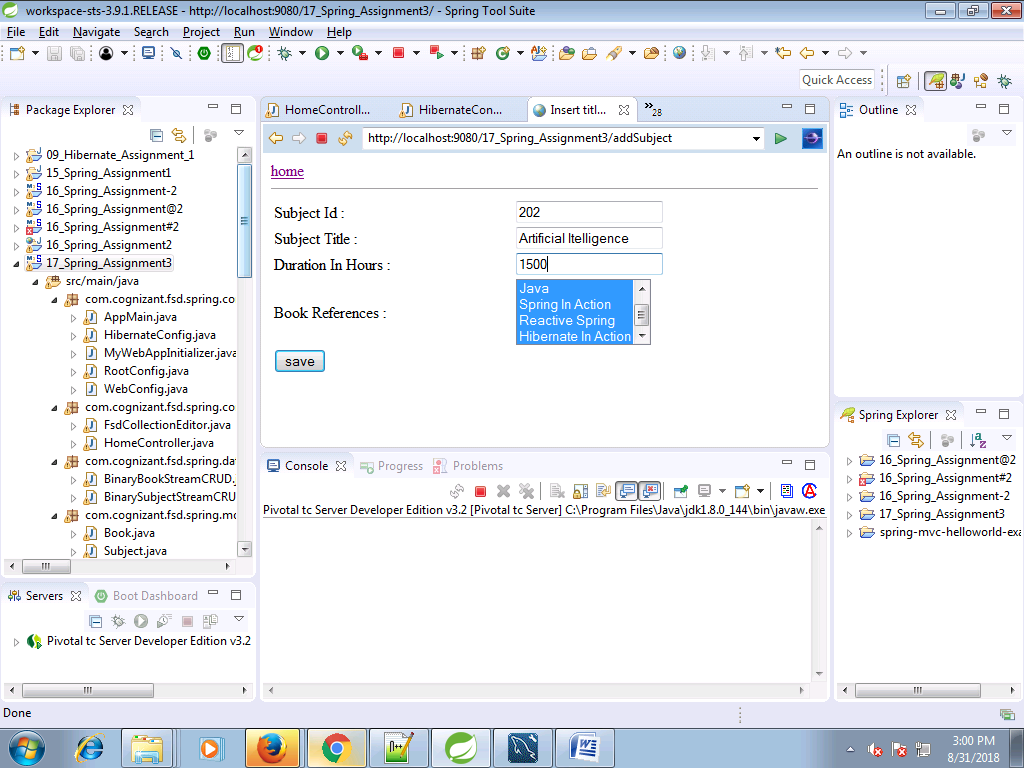 workspace-sts-3.9.1.RELEASE - http://localhost:9080/17_Spring_Assignment3/ - Spring Tool Suite
File Edit Navigate Search Project Run Window Help
Quick Access
Package Explorer
09_Hibernate_Assignment_1
15_Spring_Assignment1
16_Spring_Assignment-2
16_Spring_Assignment@2
16_Spring_Assignment#2
16_Spring_Assignment2
17_Spring_Assignment3
src/main/java
com.cognizant.fsd.spring.co
AppMain.java
HibernateConfig.java
MyWebAppInitializer.java
RootConfig.java
WebConfig.java
com.cognizant.fsd.spring.co
FsdCollectionEditor.java
HomeController.java
com.cognizant.fsd.spring.da
BinaryBookStreamCRUD.
BinarySubjectStreamCRU
com.cognizant.fsd.spring.mo
Book.java
Subject.java
Servers Boot Dashboard
Pivotal tc Server Developer Edition v3.2
HomeControll... HibernateCon... Insert titl... »28
http://localhost:9080/17_Spring_Assignment3/addSubject
home
Subject Id : 202
Subject Title : Artificial Itelligence
Duration In Hours : 1500
Book References :
Java
Spring In Action
Reactive Spring
Hibernate In Action
save
Console Progress Problems
Pivotal tc Server Developer Edition v3.2 [Pivotal tc Server] C:\Program Files\Java\jdk1.8.0_144\bin\javaw.exe
Outline
An outline is not available.
Spring Explorer
16_Spring_Assignment@2
16_Spring_Assignment#2
16_Spring_Assignment-2
17_Spring_Assignment3
spring-mvc-helloworld-exa
Done
3:00 PM
8/31/2018